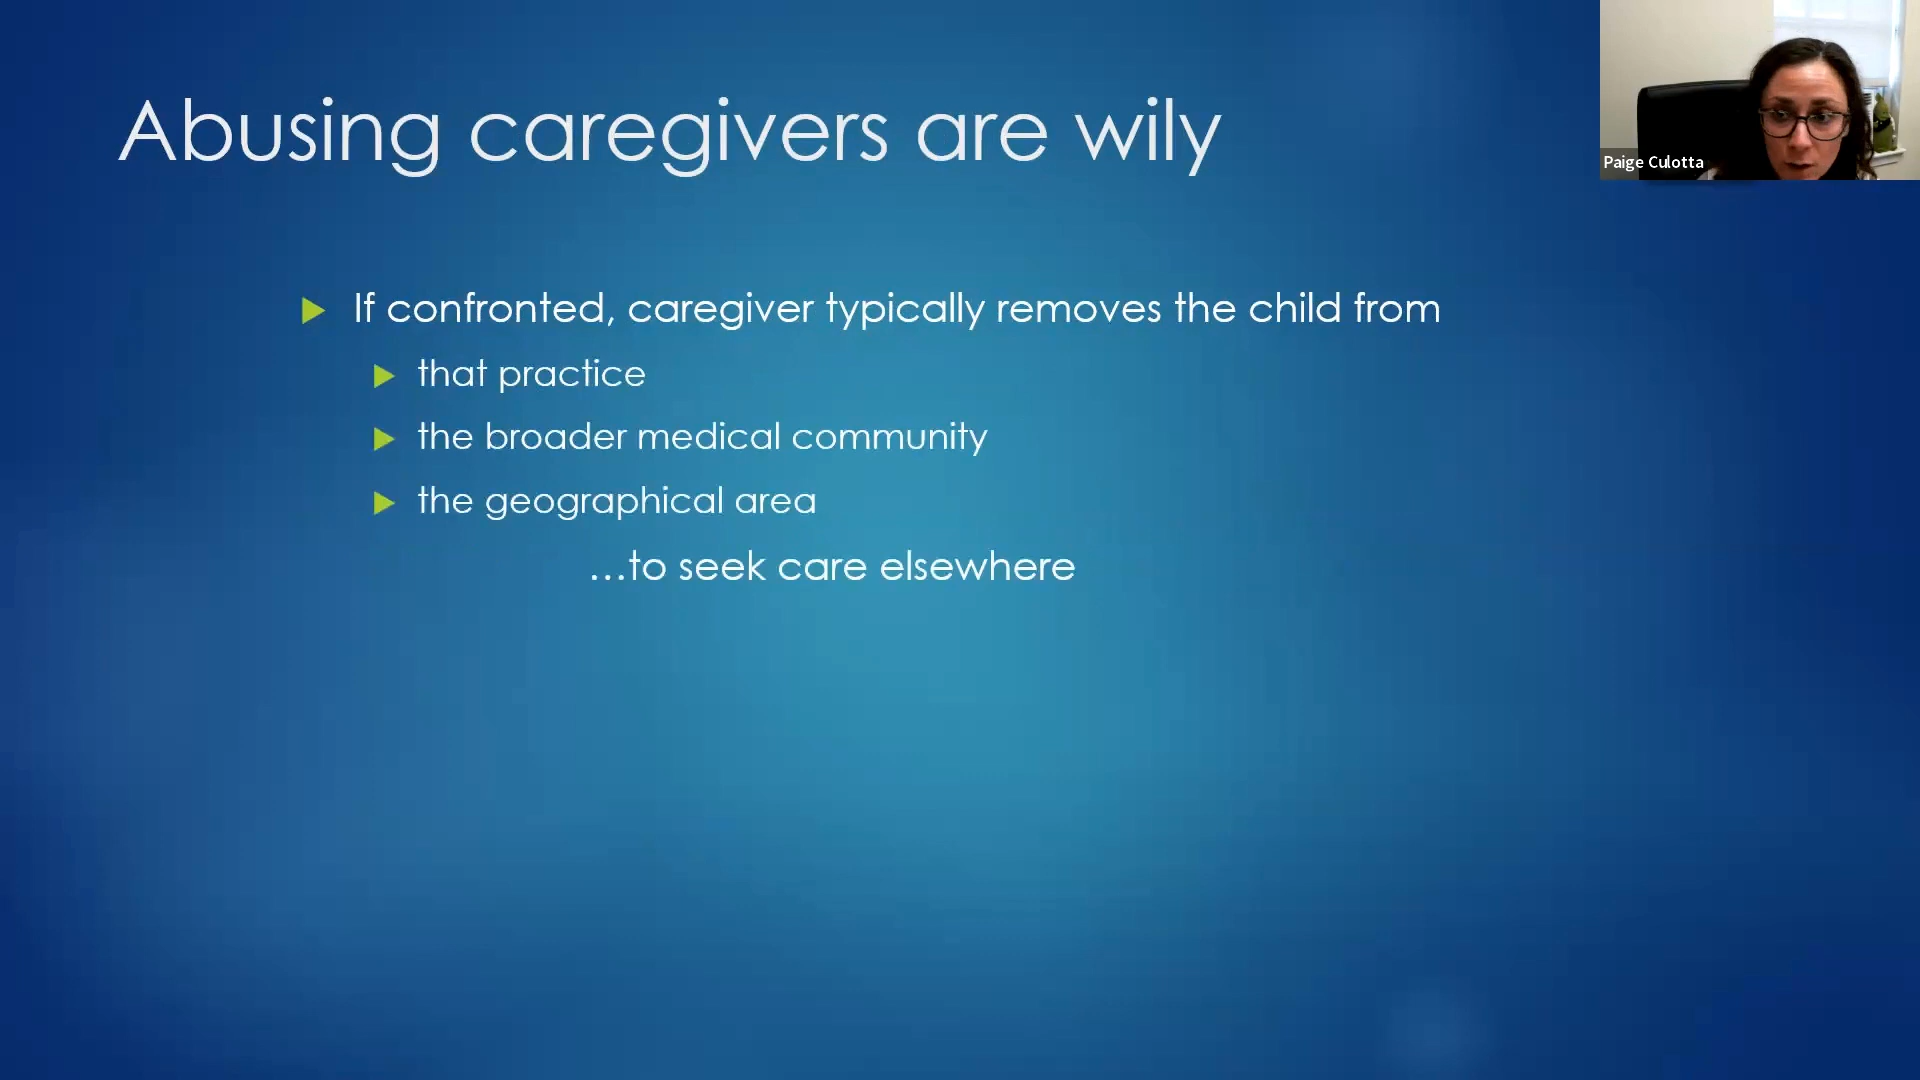 Abusing caregivers are wily
Paige Culotta
If confronted, caregiver typically removes the child from
that practice
the broader medical community
the geographical area
...to seek care elsewhere